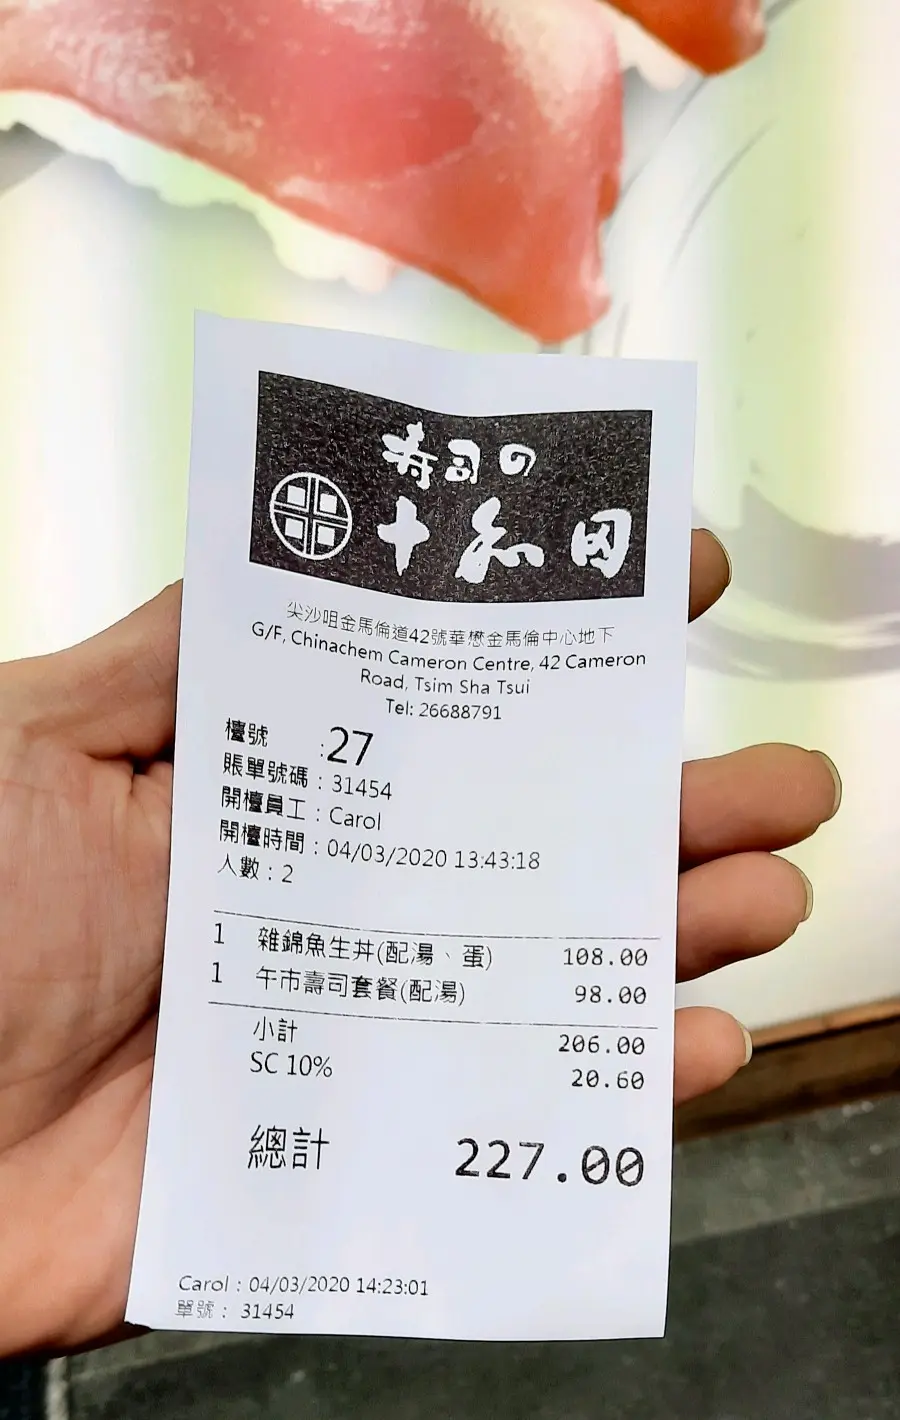 寿司の
十和田
尖沙咀金馬倫道42號華懋金馬倫中心地下
G/F, Chinachem Cameron Centre, 42 Cameron
Road, Tsim Sha Tsui
Tel: 26688791
檯號 :27
賬單號碼 : 31454
開檯員工 : Carol
開檯時間 : 04/03/2020 13:43:18
人數 : 2
1 雜錦魚生丼(配湯、蛋) 108.00
1 午市壽司套餐(配湯) 98.00
小計 206.00
SC 10% 20.60
總計 227.00
Carol : 04/03/2020 14:23:01
單號 : 31454